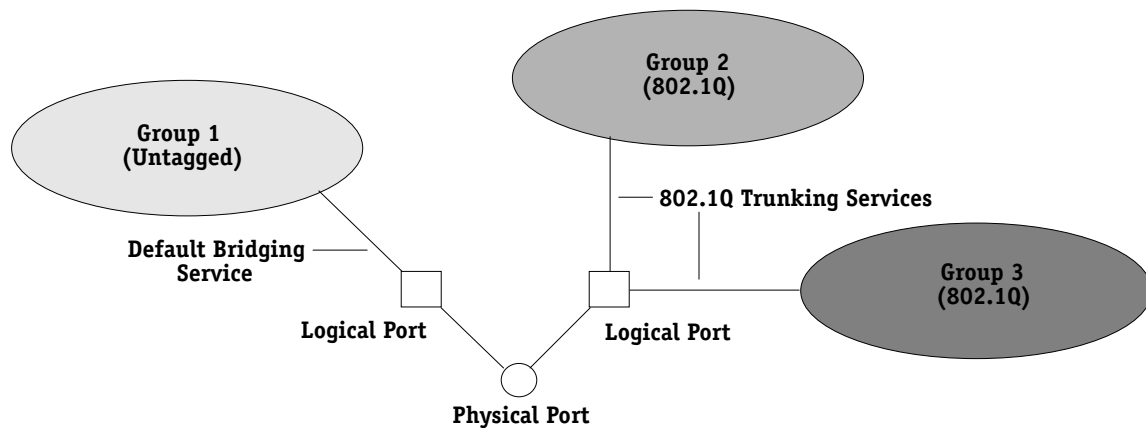 Group 2
(802.1Q)
Group 1
(Untagged)
802.1Q Trunking Services
Default Bridging
Service
Group 3
(802.1Q)
Logical Port
Logical Port
Physical Port